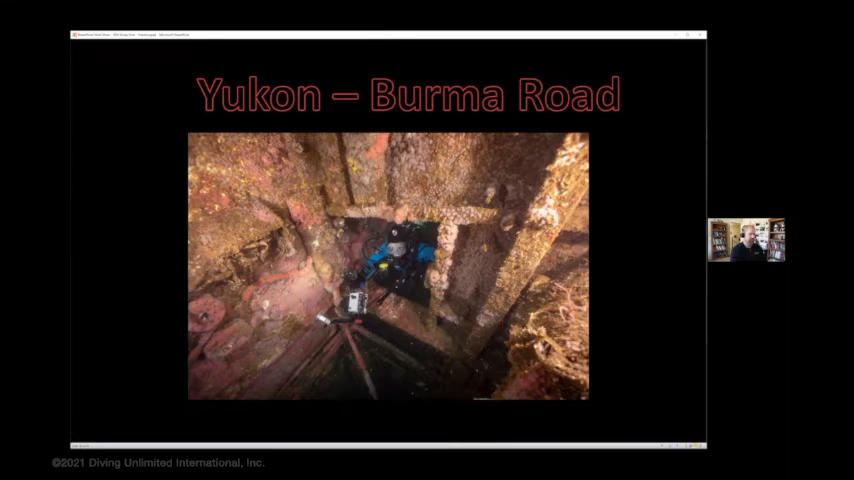 Yukon – Burma Road
©2021 Diving Unlimited International, Inc.